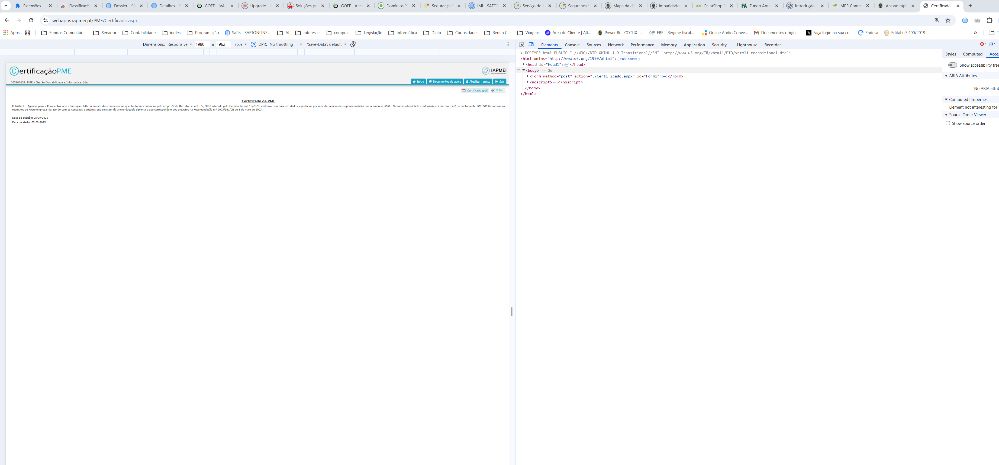 Extensões
Classificaçõ
Dossier - SA
Detalhes - S
GOFF - IVA
Upgrade - C
Soluções pa
GOFF - Alte
Dominios.P
Segurança S
IMI - SAFTO
Serviço de A
Segurança S
Mapa da dí
Imparidade
PaintShop P
Fundo Amb
Introdução
MPR Contro
Acesso rápi
Certificado
webapps.iapmei.pt/PME/Certificado.aspx
Apps
Fundos Comunitári...
Servidor
Contabilidade
ingles
Programação
Safts - SAFTONLINE....
AI
Interesse
compras
Legislação
Informática
Dieta
Curiosidades
Rent a Car
Viagens
Área de Cliente | Alt...
Power Bi – CCCLIX –...
EBF – Regime fiscal...
Online Audio Conve...
Documentos origin...
Faça login na sua co...
Endesa
Edital n.º 400/2019 |...
Dimensions: Responsive 1980 × 1962 75% DPR: No throttling 'Save-Data': default
CertificaçãoPME
IAPMEI
505168634: MPR - Gestão Contabilidade e Informática. Lda
Início
Documentos de apoio
Atualizar registo
Sair
Certificado (pdf)
Voltar
Certificado de PME
O IAPMEI – Agência para a Competitividade e Inovação, I.P., no âmbito das competências que lhe foram conferidas pelo artigo 7º do Decreto-Lei n.º 372/2007, alterado pelo Decreto-Lei n.º 13/2020, certifica, com base em dados suportados por uma declaração de responsabilidade, que a empresa MPR - Gestão Contabilidade e Informática. Lda com o n.º de contribuinte 505168634, satisfaz os
requisitos de Micro empresa, de acordo com os conceitos e critérios que constam do anexo daquele diploma e que correspondem aos previstos na Recomendação n.º 2003/361/CE de 6 de maio de 2003.
Data de decisão: 05-09-2025
Data de efeito: 05-09-2025
Elements
Console
Sources
Network
Performance
Memory
Application
Security
Lighthouse
Recorder
1
1
<!DOCTYPE html PUBLIC "-//W3C//DTD XHTML 1.0 Transitional//EN" "http://www.w3.org/TR/xhtml1/DTD/xhtml1-transitional.dtd">
<html xmlns="http://www.w3.org/1999/xhtml"> view-source
<head id="Head1"> ... </head>
... <body> == $0
<form method="post" action="./Certificado.aspx" id="Form1"> ... </form>
<noscript> ... </noscript>
</body>
</html>
Styles
Computed
Acces
Show accessibility tree
ARIA Attributes
No ARIA attrib
Computed Properties
Element not interesting for a
Source Order Viewer
Show source order